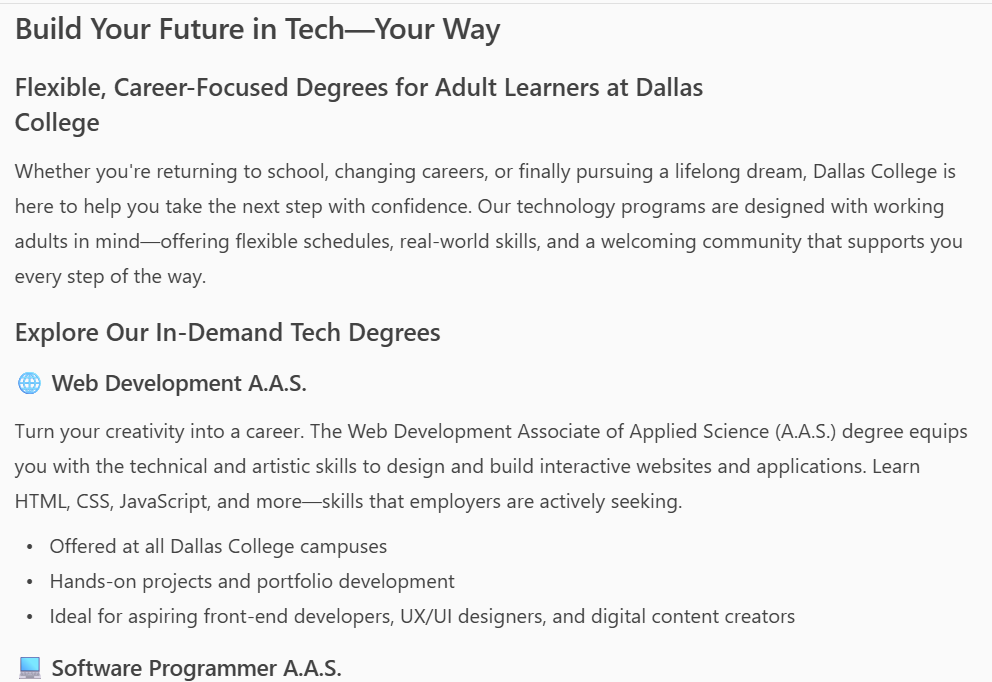 Build Your Future in Tech—Your Way
Flexible, Career-Focused Degrees for Adult Learners at Dallas
College
Whether you're returning to school, changing careers, or finally pursuing a lifelong dream, Dallas College is
here to help you take the next step with confidence. Our technology programs are designed with working
adults in mind—offering flexible schedules, real-world skills, and a welcoming community that supports you
every step of the way.
Explore Our In-Demand Tech Degrees
🌐 Web Development A.A.S.
Turn your creativity into a career. The Web Development Associate of Applied Science (A.A.S.) degree equips
you with the technical and artistic skills to design and build interactive websites and applications. Learn
HTML, CSS, JavaScript, and more—skills that employers are actively seeking.
• Offered at all Dallas College campuses
• Hands-on projects and portfolio development
• Ideal for aspiring front-end developers, UX/UI designers, and digital content creators
💻 Software Programmer A.A.S.